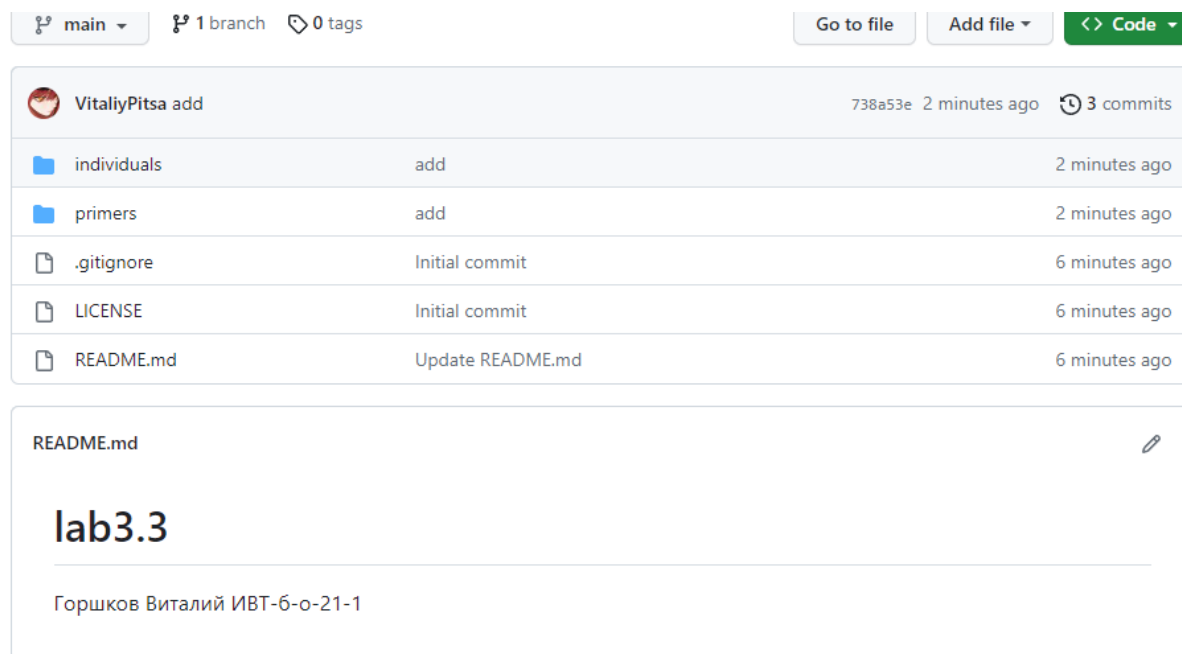 main 1 branch 0 tags Go to file Add file <> Code
VitaliyPitsa add 738a53e 2 minutes ago 3 commits
individuals add 2 minutes ago
primers add 2 minutes ago
.gitignore Initial commit 6 minutes ago
LICENSE Initial commit 6 minutes ago
README.md Update README.md 6 minutes ago
README.md
lab3.3
Горшков Виталий ИВТ-б-о-21-1